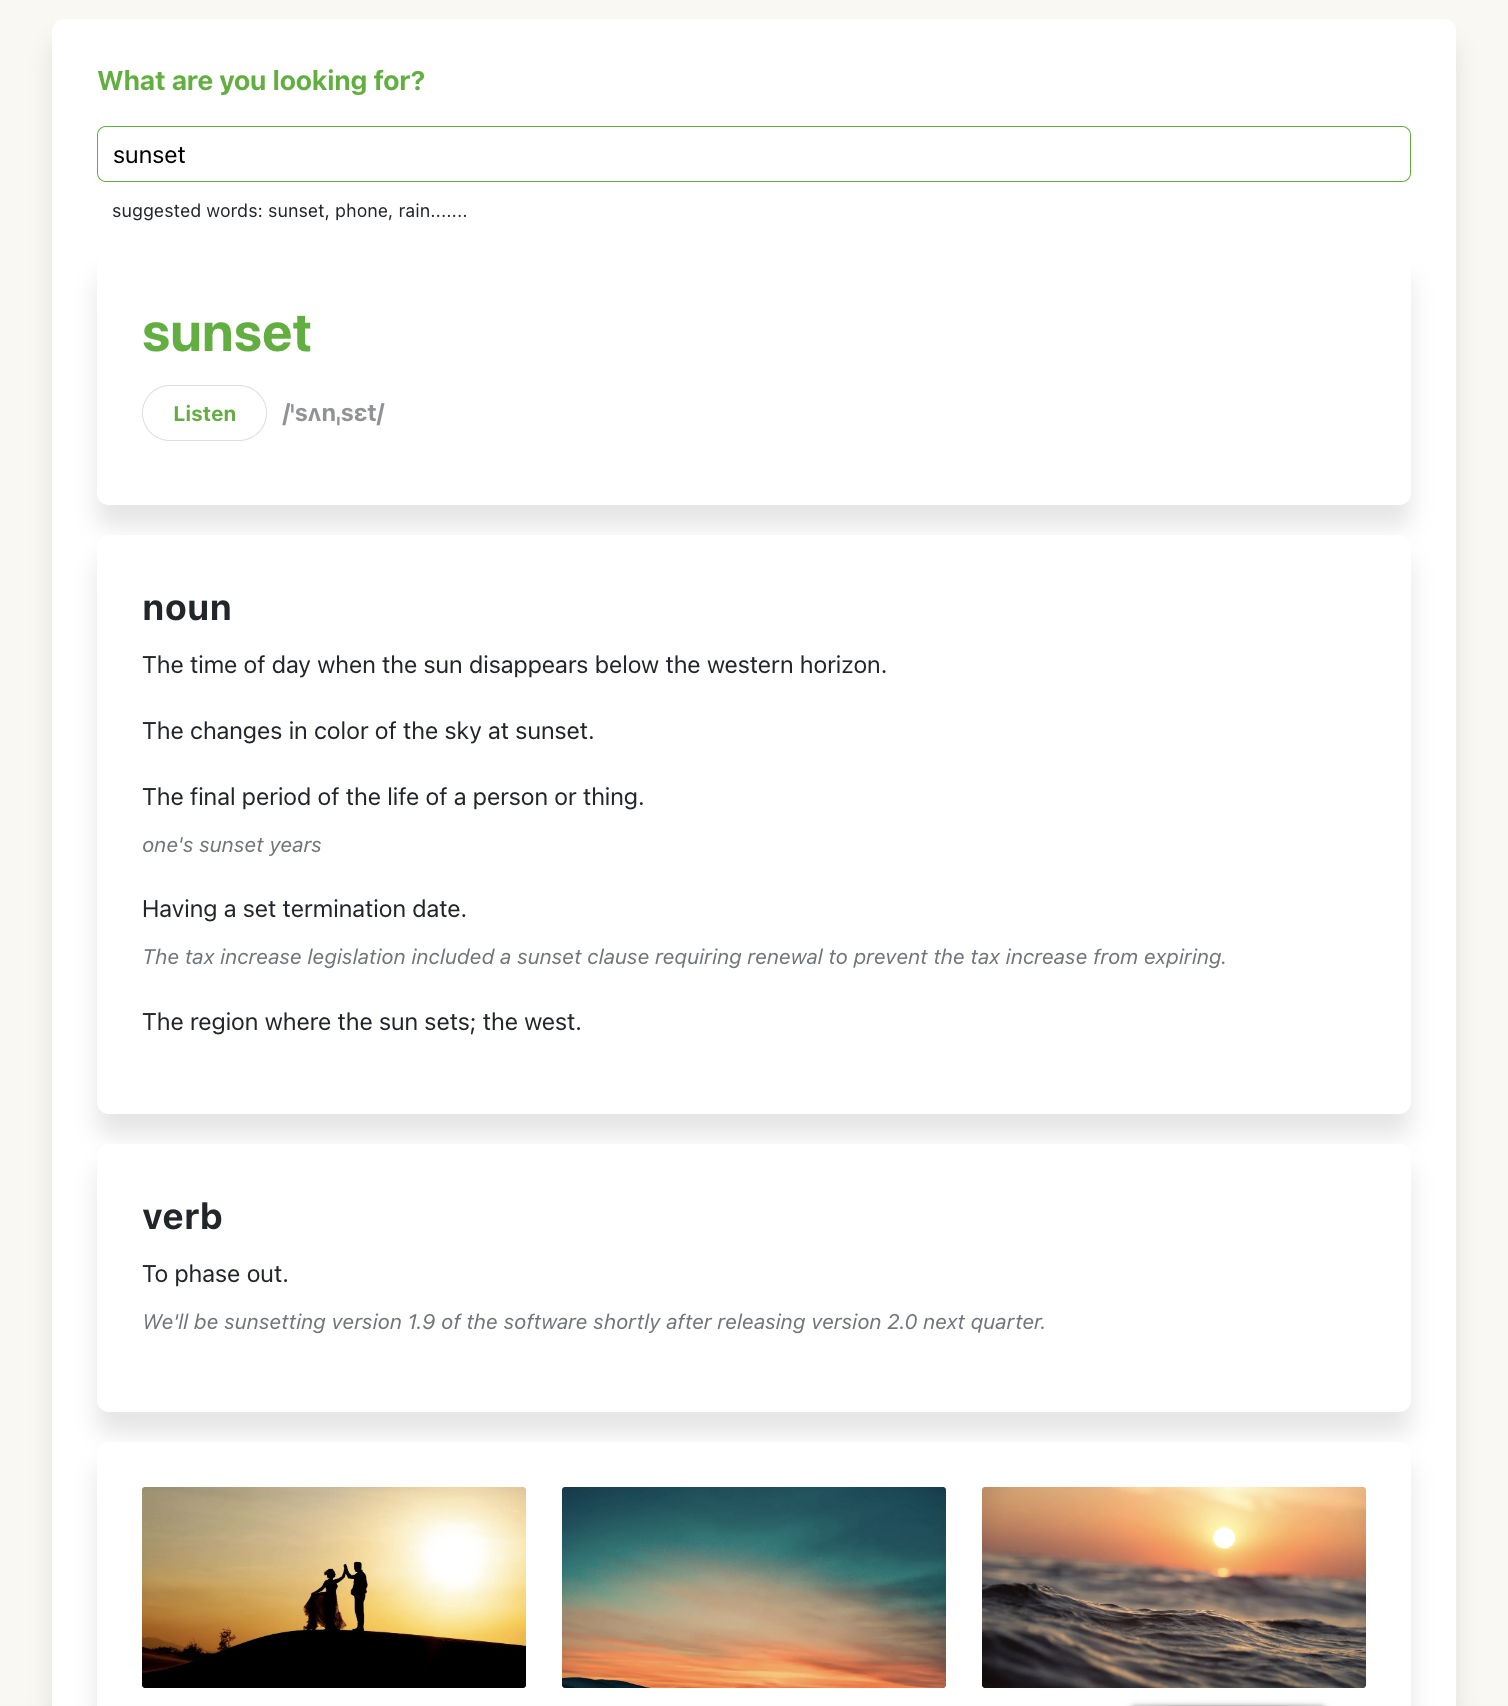 What are you looking for?
sunset
suggested words: sunset, phone, rain.......
sunset
Listen
/ˈsʌnˌsɛt/
noun
The time of day when the sun disappears below the western horizon.
The changes in color of the sky at sunset.
The final period of the life of a person or thing.
one's sunset years
Having a set termination date.
The tax increase legislation included a sunset clause requiring renewal to prevent the tax increase from expiring.
The region where the sun sets; the west.
verb
To phase out.
We'll be sunsetting version 1.9 of the software shortly after releasing version 2.0 next quarter.